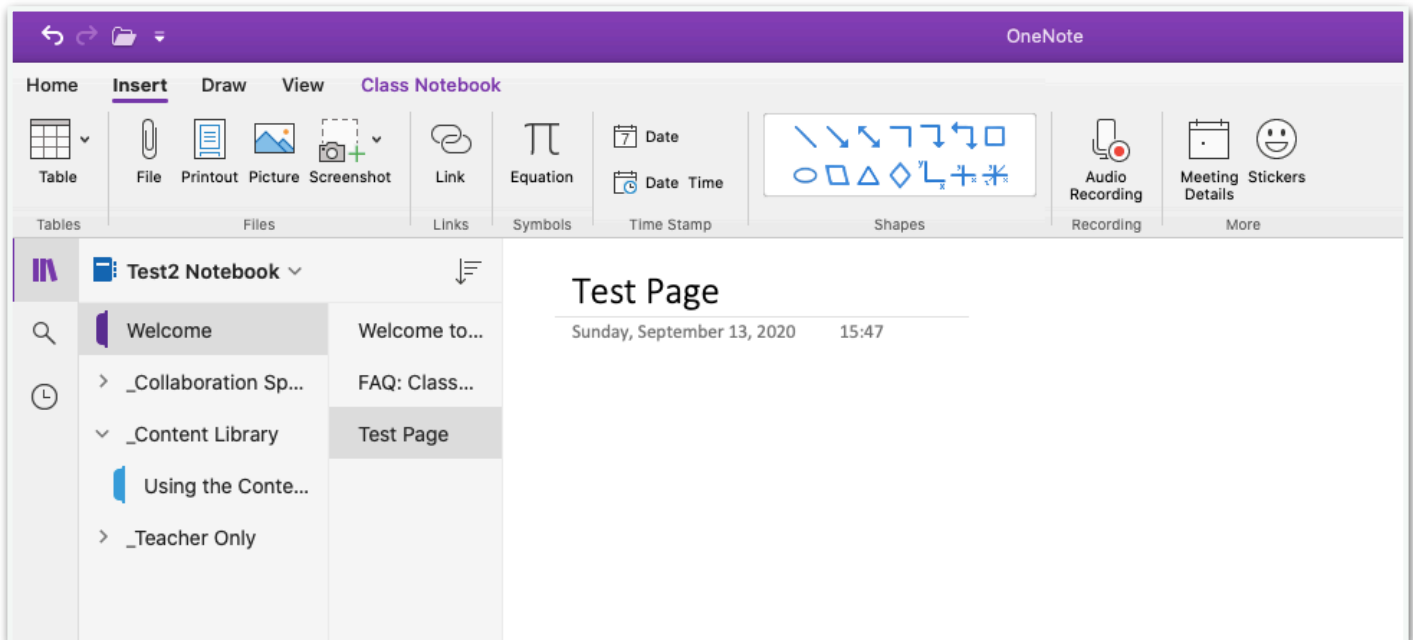 OneNote
Home Insert Draw View Class Notebook
7 Date
Date Time
Table File Printout Picture Screenshot Link Equation Audio Recording Meeting Details Stickers
Tables Files Links Symbols Time Stamp Shapes Recording More
Test2 Notebook
Welcome
_Collaboration Sp...
_Content Library
Using the Conte...
_Teacher Only
Welcome to...
FAQ: Class...
Test Page
Test Page
Sunday, September 13, 2020 15:47